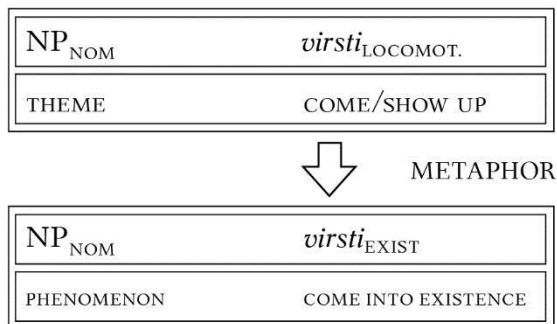 NP NOM virsti LOCOMOT.
THEME COME/SHOW UP
METAPHOR
NP NOM virsti EXIST
PHENOMENON COME INTO EXISTENCE